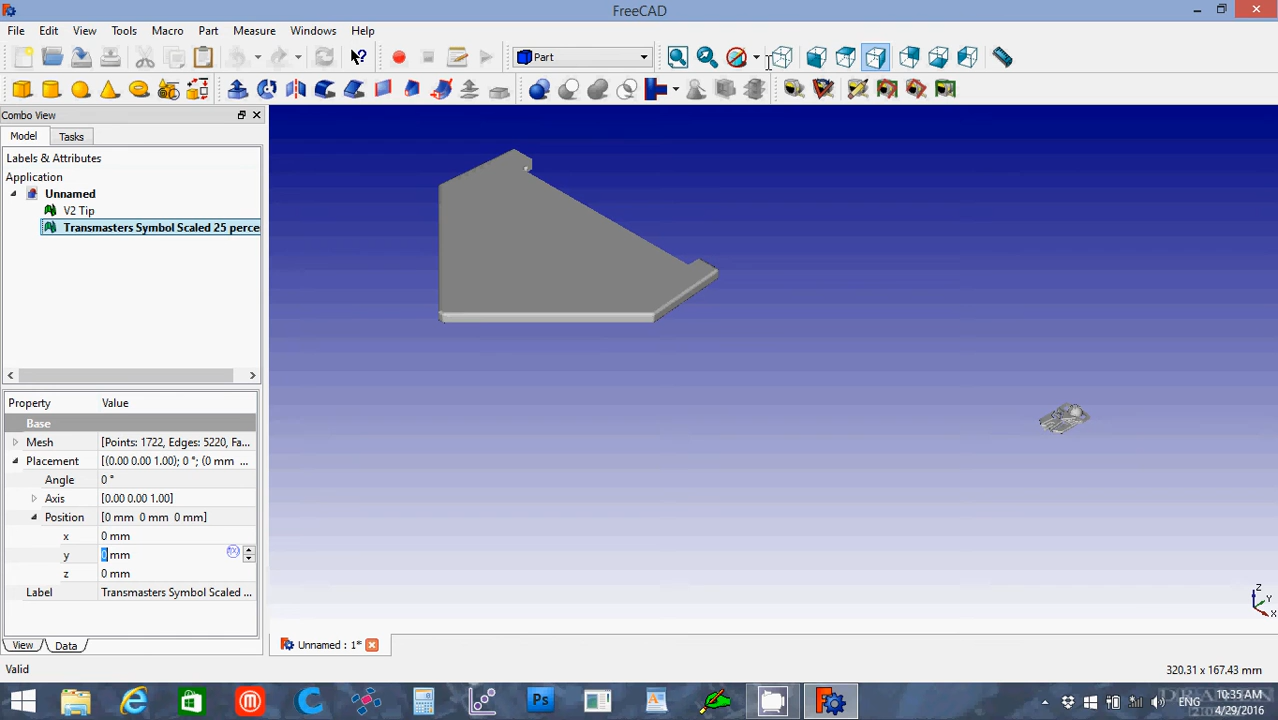 FreeCAD
File Edit View Tools Macro Part Measure Windows Help
Part
Combo View
Model Tasks
Labels & Attributes
Application
Unnamed
V2 Tip
Transmasters Symbol Scaled 25 perce
Property Value
Base
Mesh [Points: 1722, Edges: 5220, Fa...
Placement [(0.00 0.00 1.00); 0 °; (0 mm ...
Angle 0 °
Axis [0.00 0.00 1.00]
Position [0 mm 0 mm 0 mm]
x 0 mm
y 0 mm
z 0 mm
Label Transmasters Symbol Scaled ...
Z
Y
X
View Data
Unnamed : 1*
Valid
320.31 x 167.43 mm
Ps
10:35 AM
4/29/2016